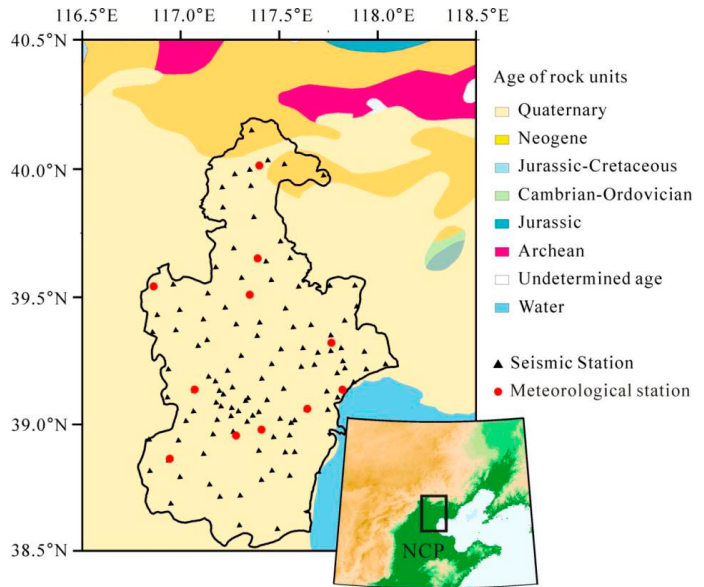 116.5°E 117.0°E 117.5°E 118.0°E 118.5°E
40.5°N
40.0°N
39.5°N
39.0°N
38.5°N
Age of rock units
Quaternary
Neogene
Jurassic-Cretaceous
Cambrian-Ordovician
Jurassic
Archean
Undetermined age
Water
Seismic Station
Meteorological station
NCP